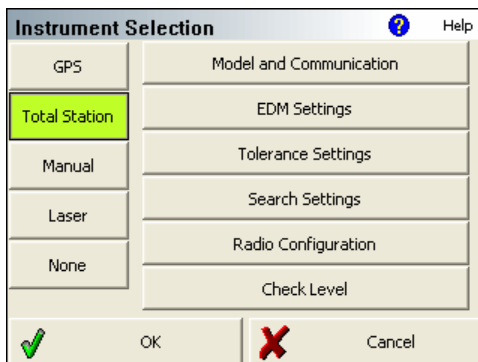 Instrument Selection
? Help
GPS
Total Station
Manual
Laser
None
Model and Communication
EDM Settings
Tolerance Settings
Search Settings
Radio Configuration
Check Level
OK
Cancel